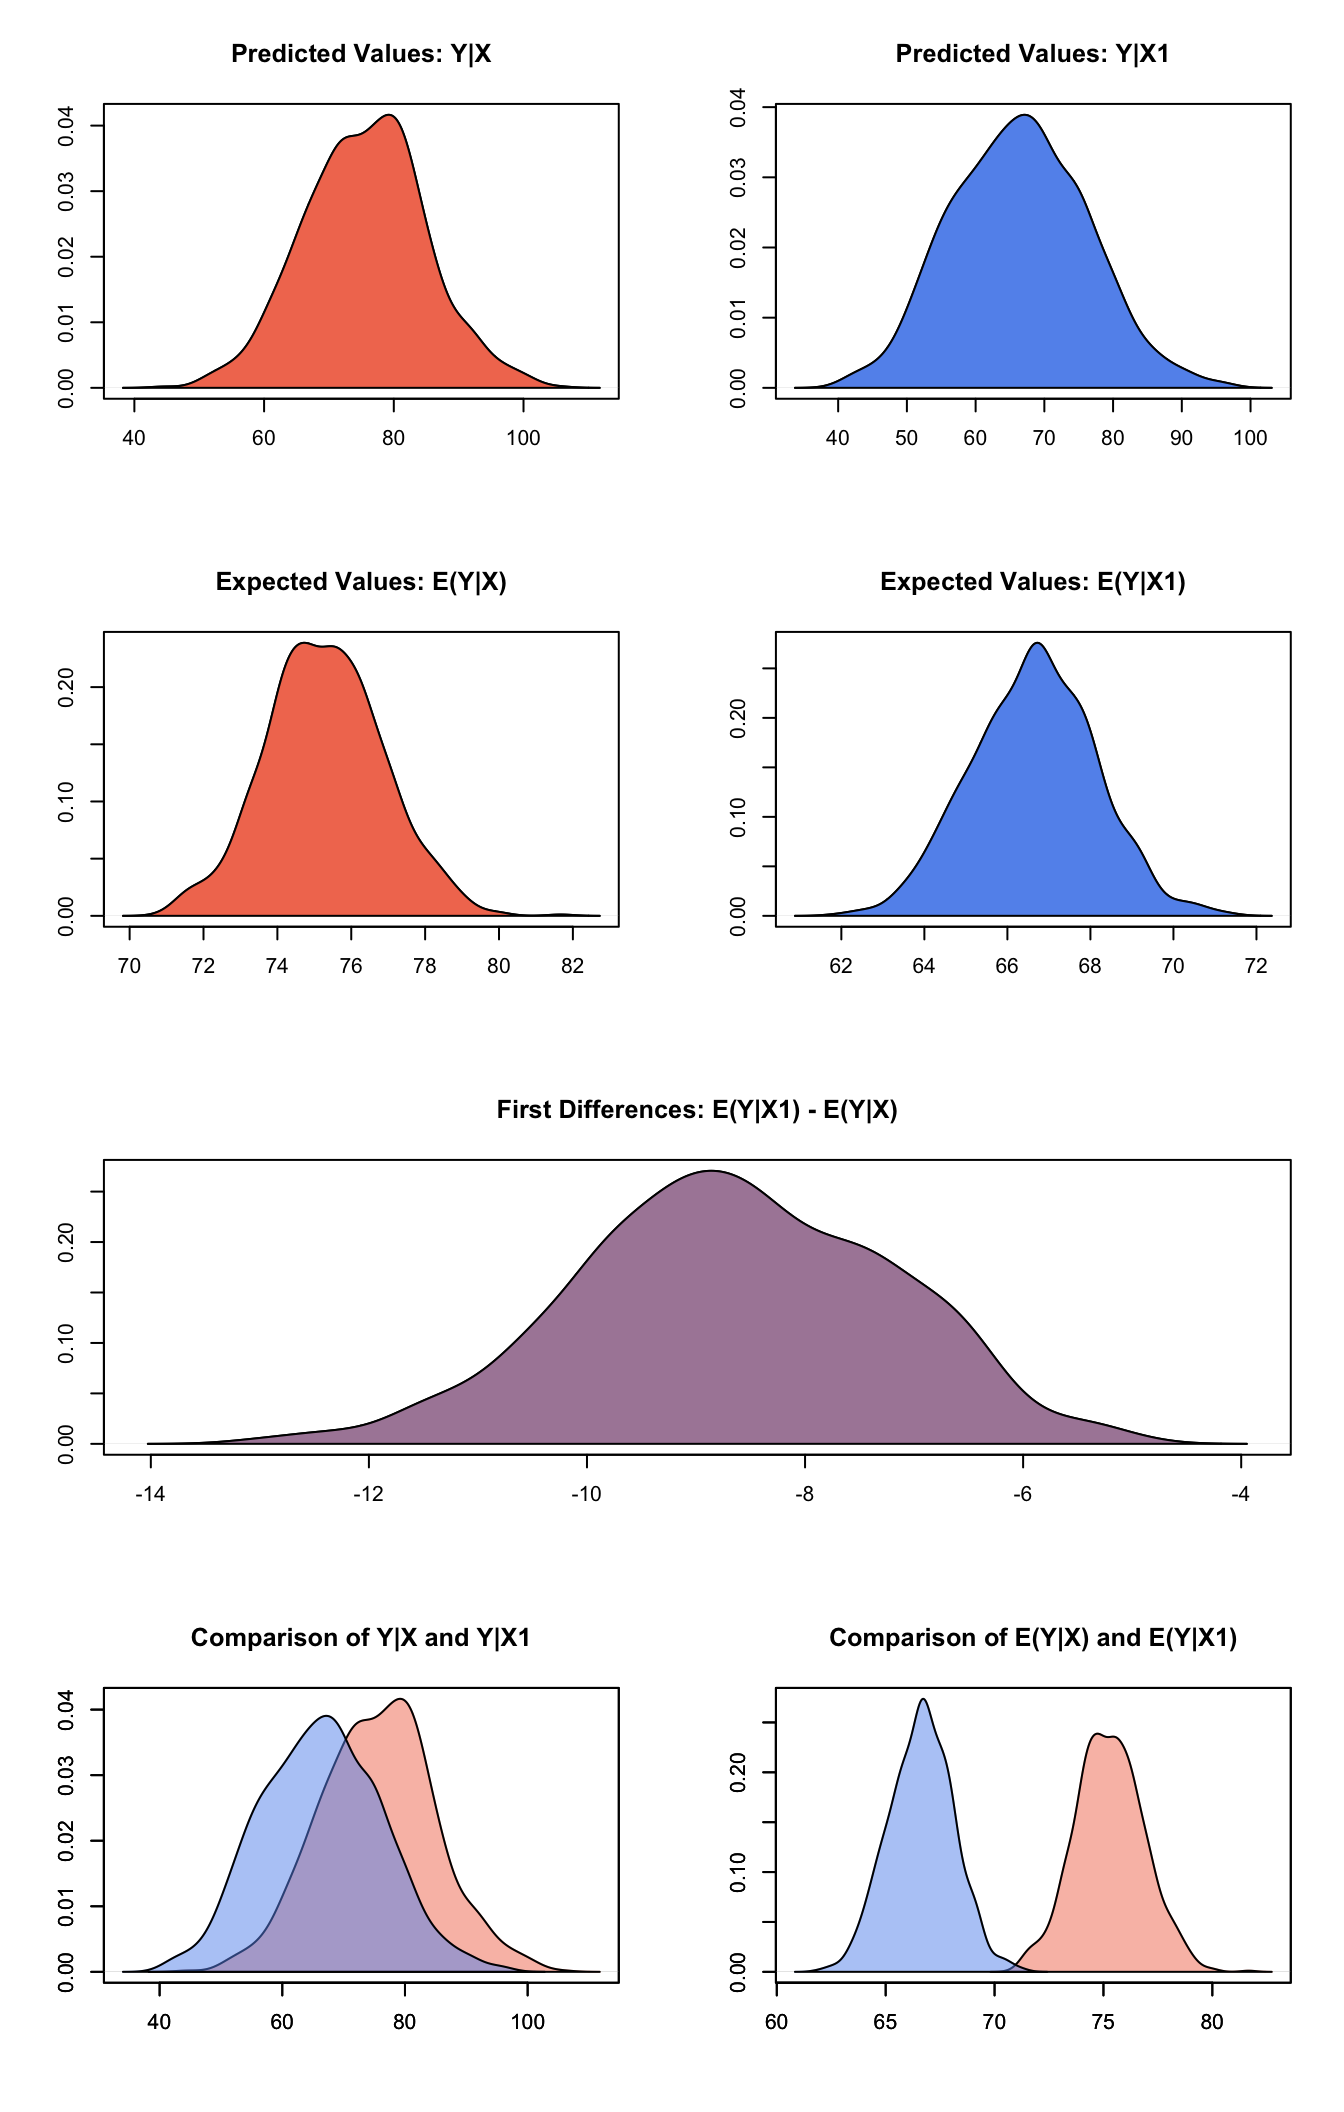 Predicted Values: Y|X
0.00 0.01 0.02 0.03 0.04
40 60 80 100
Predicted Values: Y|X1
0.00 0.01 0.02 0.03 0.04
40 50 60 70 80 90 100
Expected Values: E(Y|X)
0.00 0.10 0.20
70 72 74 76 78 80 82
Expected Values: E(Y|X1)
0.00 0.10 0.20
62 64 66 68 70 72
First Differences: E(Y|X1) - E(Y|X)
0.00 0.10 0.20
-14 -12 -10 -8 -6 -4
Comparison of Y|X and Y|X1
0.00 0.01 0.02 0.03 0.04
40 60 80 100
Comparison of E(Y|X) and E(Y|X1)
0.00 0.10 0.20
60 65 70 75 80